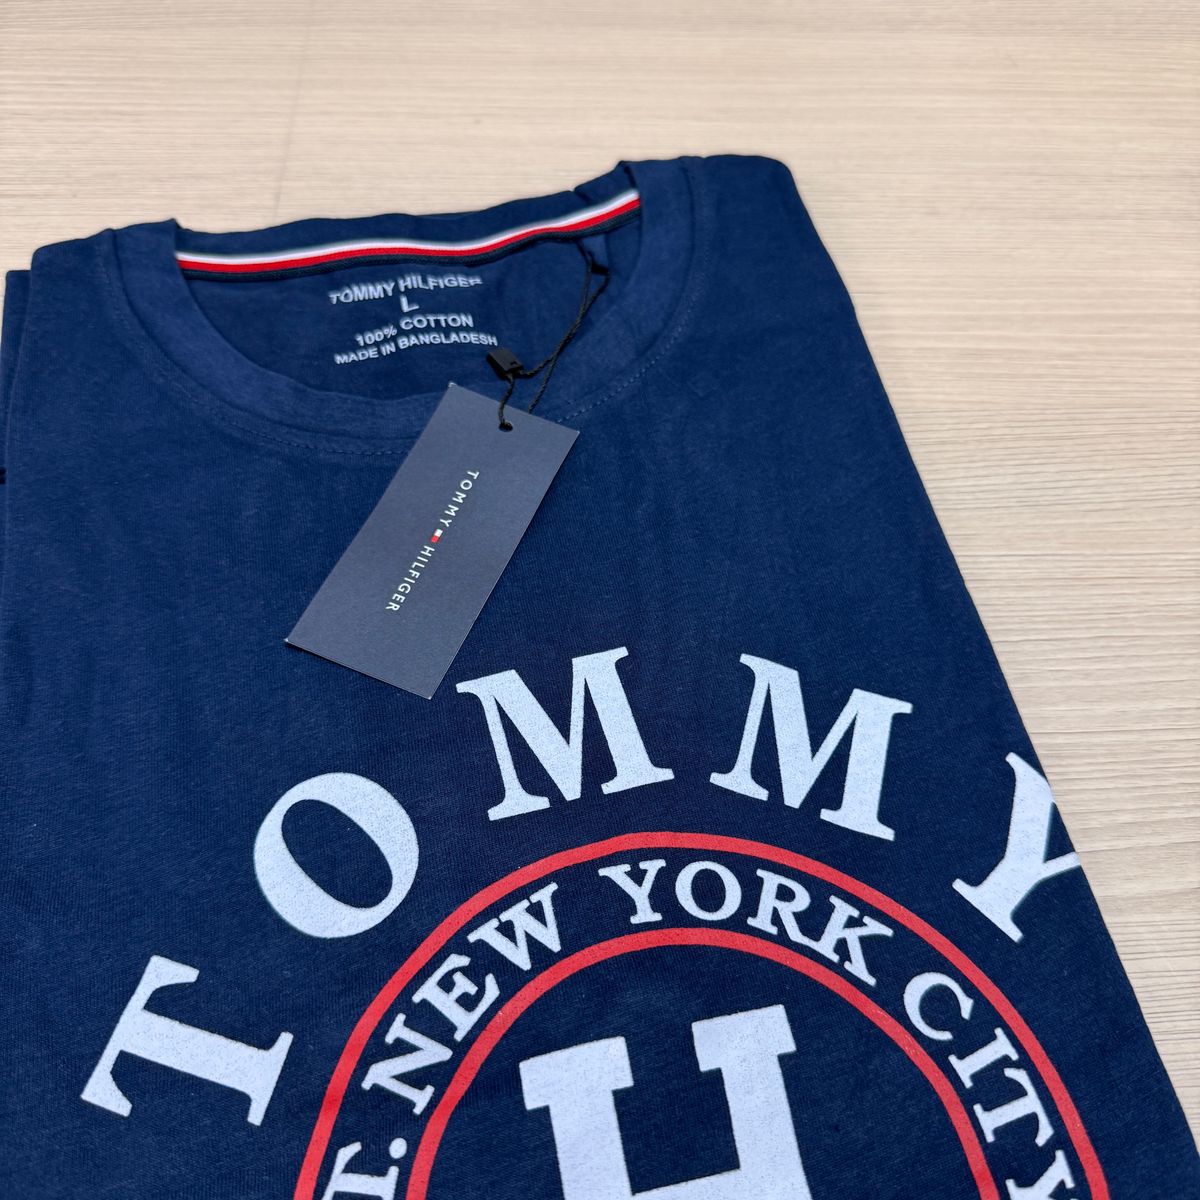 TOMMY HILFIGER
L
100% COTTON
MADE IN BANGLADESH
TOMMY HILFIGER
TOMMY
T. NEW YORK CITY
H